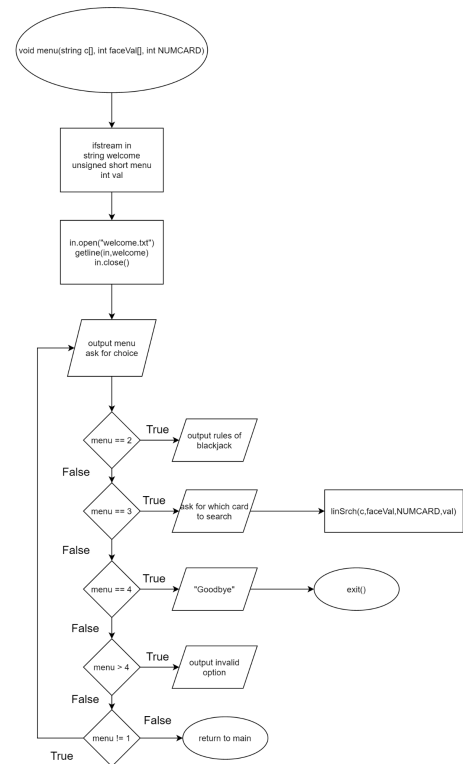 void menu(string c[], int faceVal[], int NUMCARD)
ifstream in
string welcome
unsigned short menu
int val
in.open("welcome.txt")
getline(in,welcome)
in.close()
output menu
ask for choice
menu == 2
True
output rules of
blackjack
False
menu == 3
True
ask for which card
to search
linSrch(c,faceVal,NUMCARD,val)
False
menu == 4
True
"Goodbye"
exit()
False
menu > 4
True
output invalid
option
False
menu != 1
False
return to main
True